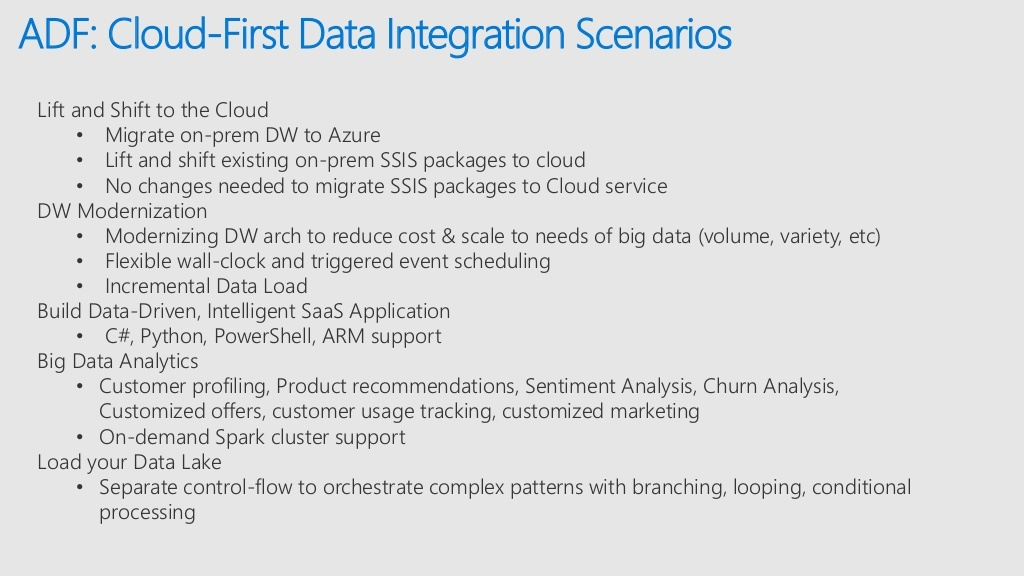 ADF: Cloud-First Data Integration Scenarios
Lift and Shift to the Cloud
• Migrate on-prem DW to Azure
• Lift and shift existing on-prem SSIS packages to cloud
• No changes needed to migrate SSIS packages to Cloud service
DW Modernization
• Modernizing DW arch to reduce cost & scale to needs of big data (volume, variety, etc)
• Flexible wall-clock and triggered event scheduling
• Incremental Data Load
Build Data-Driven, Intelligent SaaS Application
• C#, Python, PowerShell, ARM support
Big Data Analytics
• Customer profiling, Product recommendations, Sentiment Analysis, Churn Analysis,
Customized offers, customer usage tracking, customized marketing
• On-demand Spark cluster support
Load your Data Lake
• Separate control-flow to orchestrate complex patterns with branching, looping, conditional
processing